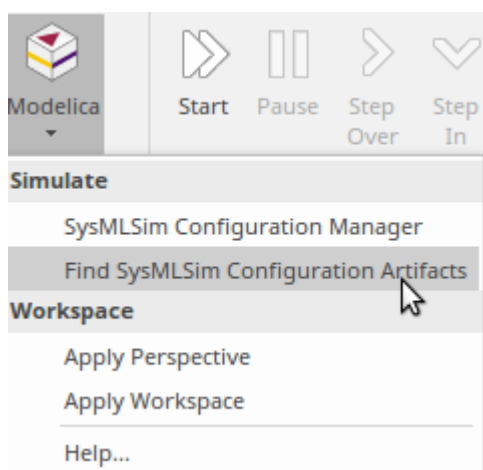 Modelica
Start
Pause
Step
Over
Step
In
Simulate
SysMLSim Configuration Manager
Find SysMLSim Configuration Artifacts
Workspace
Apply Perspective
Apply Workspace
Help...